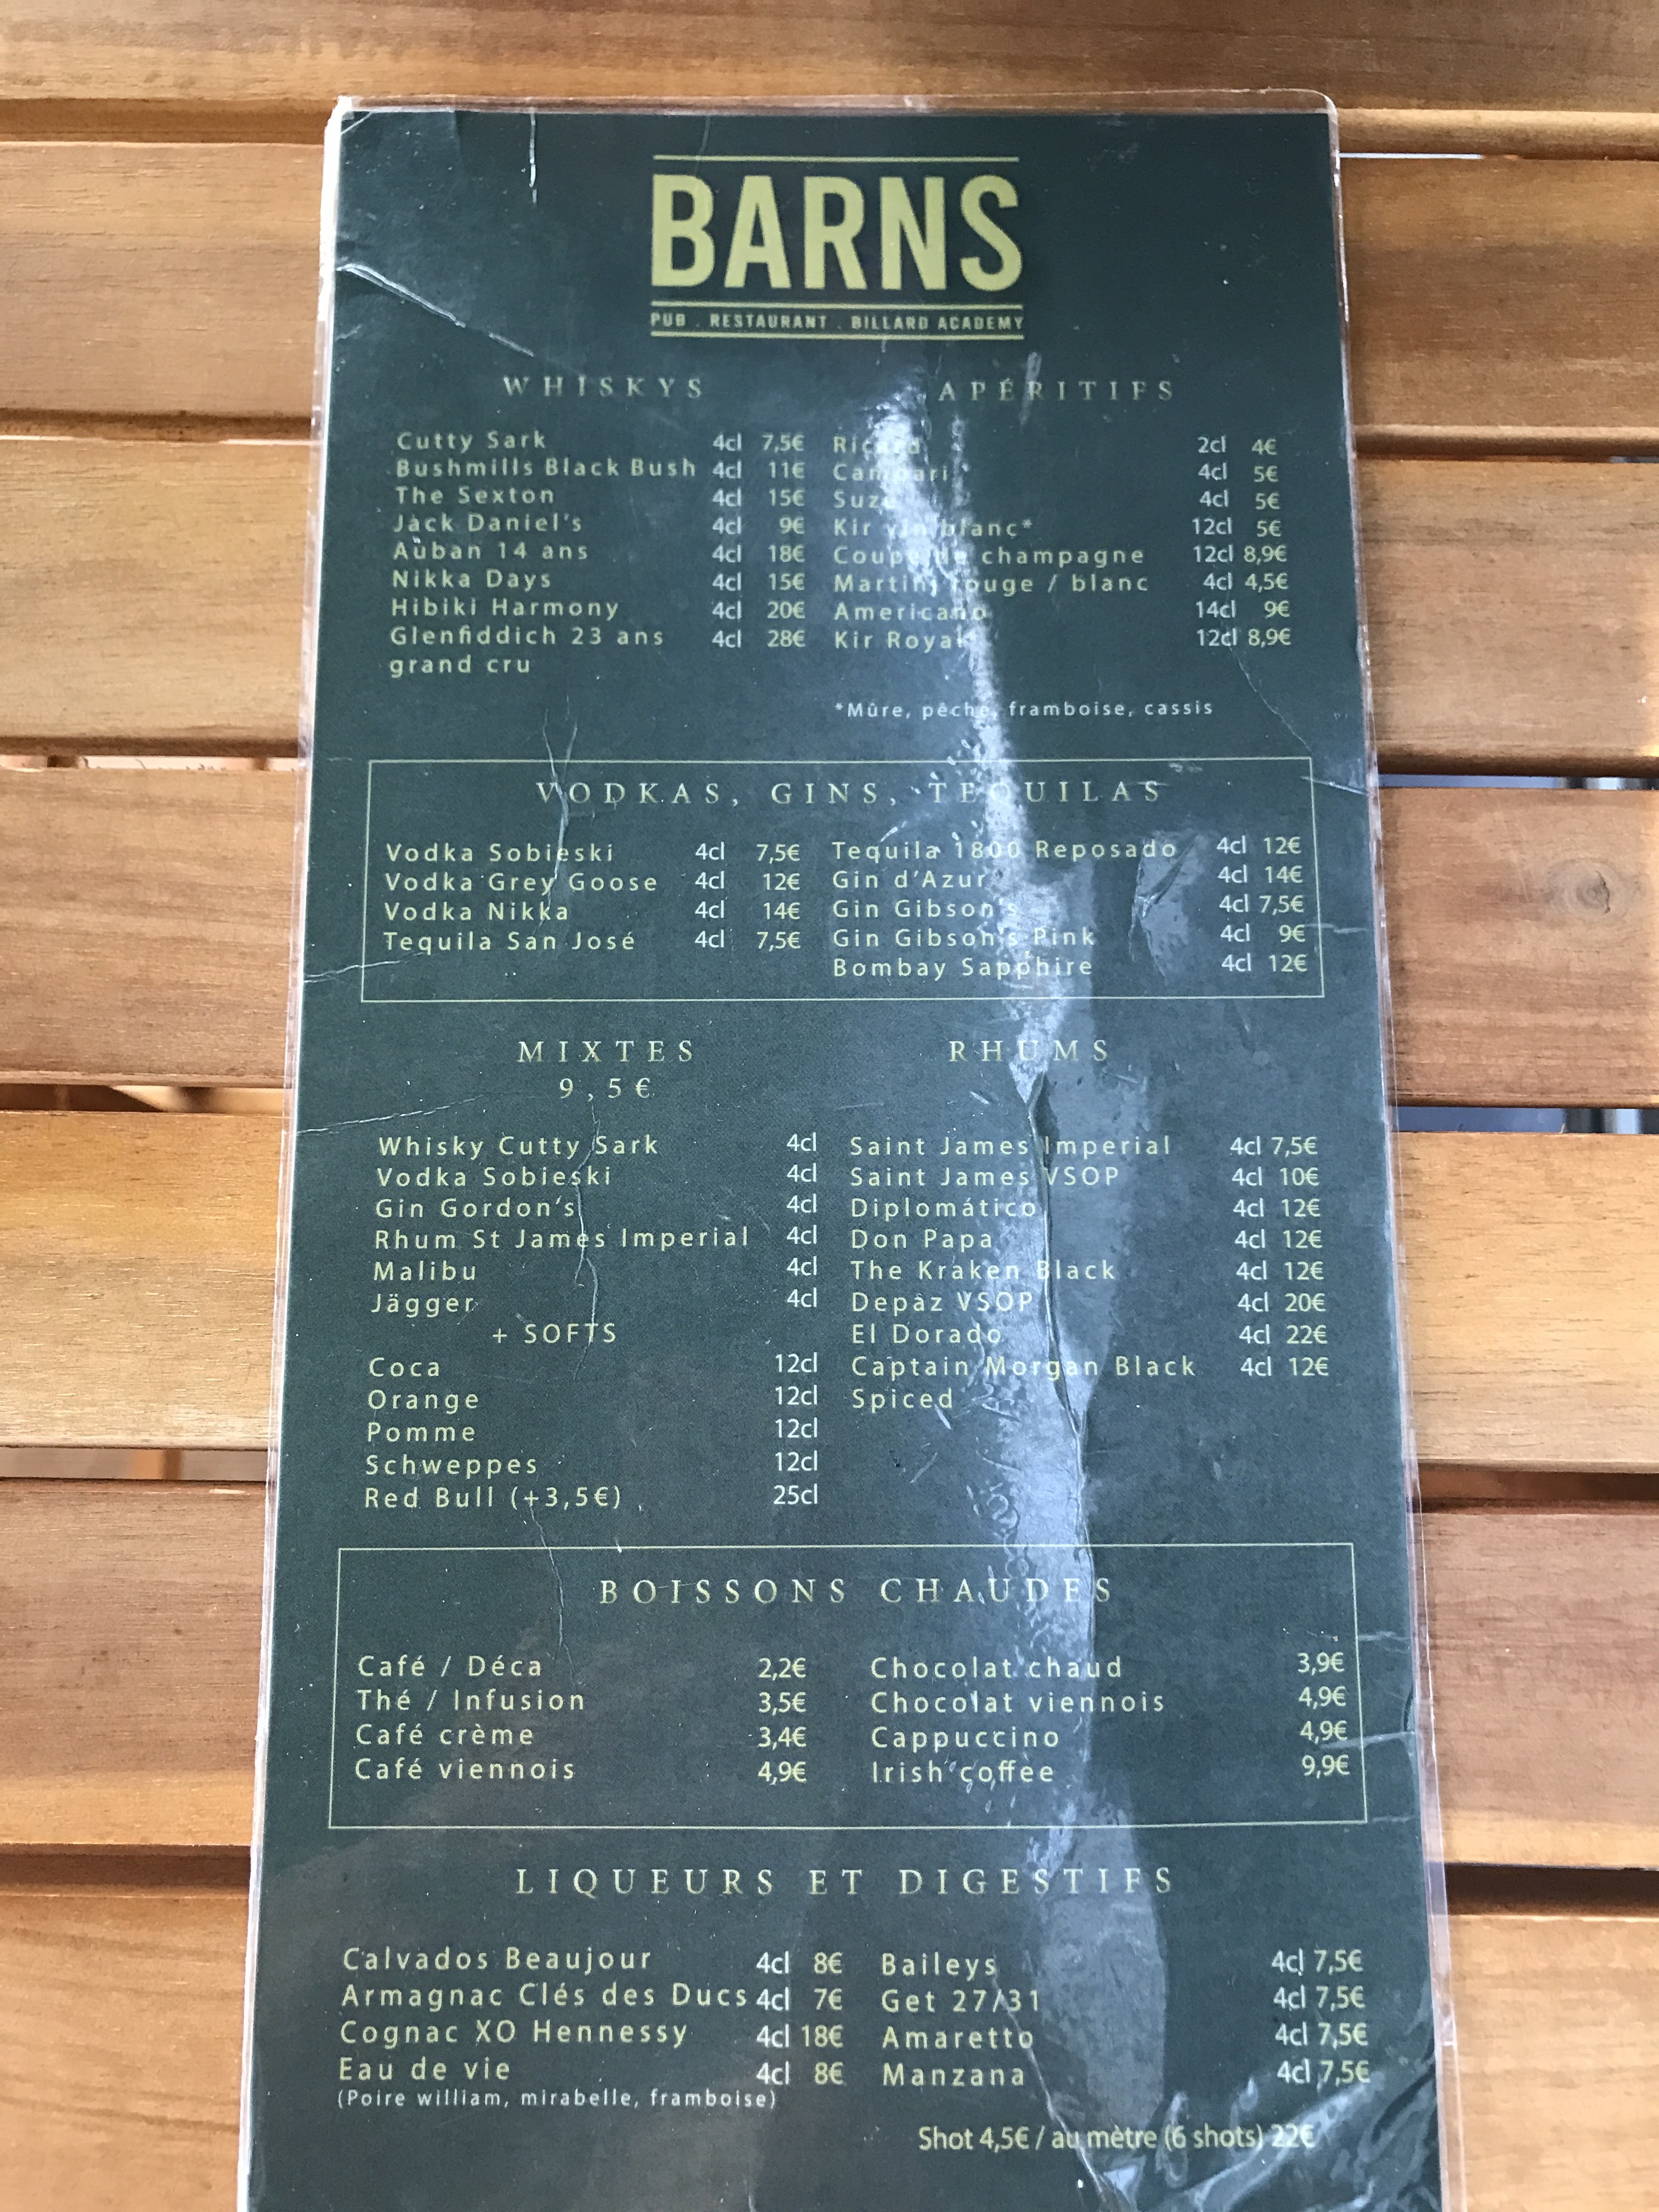 BARNS
PUB . RESTAURANT . BILLARD ACADEMY
WHISKYS
Cutty Sark 4cl 7,5€
Bushmills Black Bush 4cl 11€
The Sexton 4cl 15€
Jack Daniel's 4cl 9€
Auban 14 ans 4cl 18€
Nikka Days 4cl 15€
Hibiki Harmony 4cl 20€
Glenfiddich 23 ans 4cl 28€
grand cru
APÉRITIFS
Ricard 2cl 4€
Campari 4cl 5€
Suze 4cl 5€
Kir vin blanc* 12cl 5€
Coupe de champagne 12cl 8,9€
Martini rouge / blanc 4cl 4,5€
Americano 14cl 9€
Kir Royal* 12cl 8,9€
*Mûre, pêche, framboise, cassis
VODKAS, GINS, TEQUILAS
Vodka Sobieski 4cl 7,5€
Vodka Grey Goose 4cl 12€
Vodka Nikka 4cl 14€
Tequila San José 4cl 7,5€
Tequila 1800 Reposado 4cl 12€
Gin d'Azur 4cl 14€
Gin Gibson's 4cl 7,5€
Gin Gibson's Pink 4cl 9€
Bombay Sapphire 4cl 12€
MIXTES
9,5€
Whisky Cutty Sark 4cl
Vodka Sobieski 4cl
Gin Gordon's 4cl
Rhum St James Imperial 4cl
Malibu 4cl
Jägger 4cl
+ SOFTS
Coca 12cl
Orange 12cl
Pomme 12cl
Schweppes 12cl
Red Bull (+3,5€) 25cl
RHUMS
Saint James Imperial 4cl 7,5€
Saint James VSOP 4cl 10€
Diplomático 4cl 12€
Don Papa 4cl 12€
The Kraken Black 4cl 12€
Depaz VSOP 4cl 20€
El Dorado 4cl 22€
Captain Morgan Black 4cl 12€
Spiced
BOISSONS CHAUDES
Café / Déca 2,2€
Thé / Infusion 3,5€
Café crème 3,4€
Café viennois 4,9€
Chocolat chaud 3,9€
Chocolat viennois 4,9€
Cappuccino 4,9€
Irish coffee 9,9€
LIQUEURS ET DIGESTIFS
Calvados Beaujour 4cl 8€
Armagnac Clés des Ducs 4cl 7€
Cognac XO Hennessy 4cl 18€
Eau de vie 4cl 8€
(Poire william, mirabelle, framboise)
Baileys 4cl 7,5€
Get 27/31 4cl 7,5€
Amaretto 4cl 7,5€
Manzana 4cl 7,5€
Shot 4,5€ / au mètre (6 shots) 22€